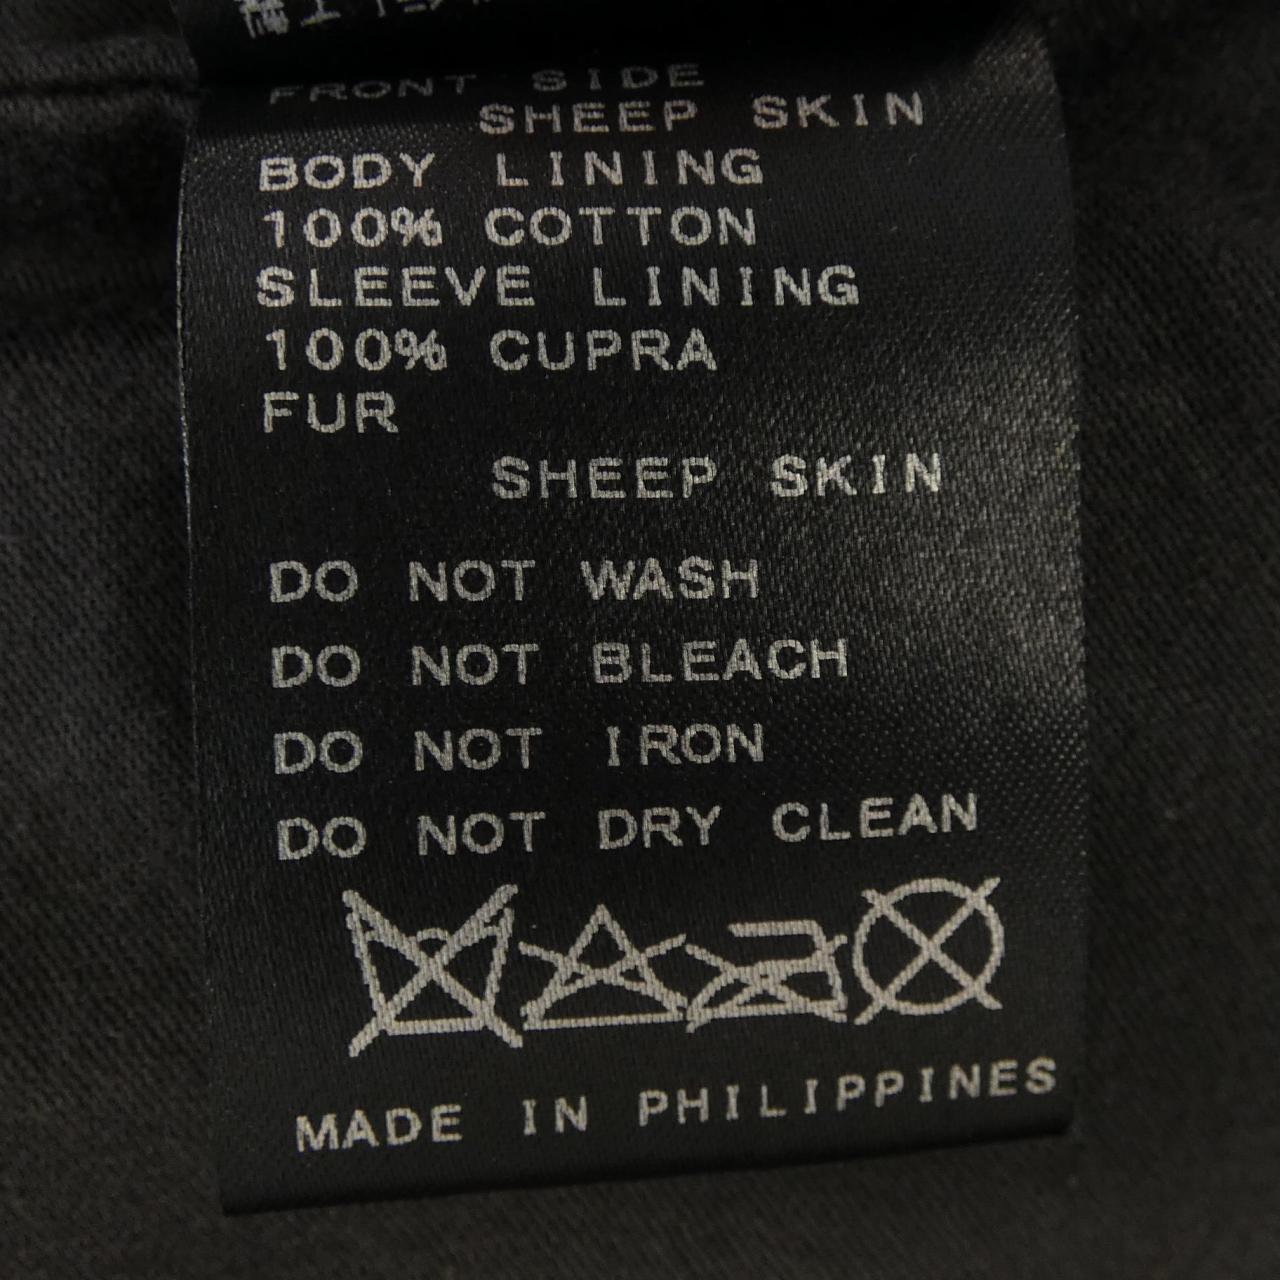 FRONT SIDE
SHEEP SKIN
BODY LINING
100% COTTON
SLEEVE LINING
100% CUPRA
FUR
SHEEP SKIN
DO NOT WASH
DO NOT BLEACH
DO NOT IRON
DO NOT DRY CLEAN
MADE IN PHILIPPINES